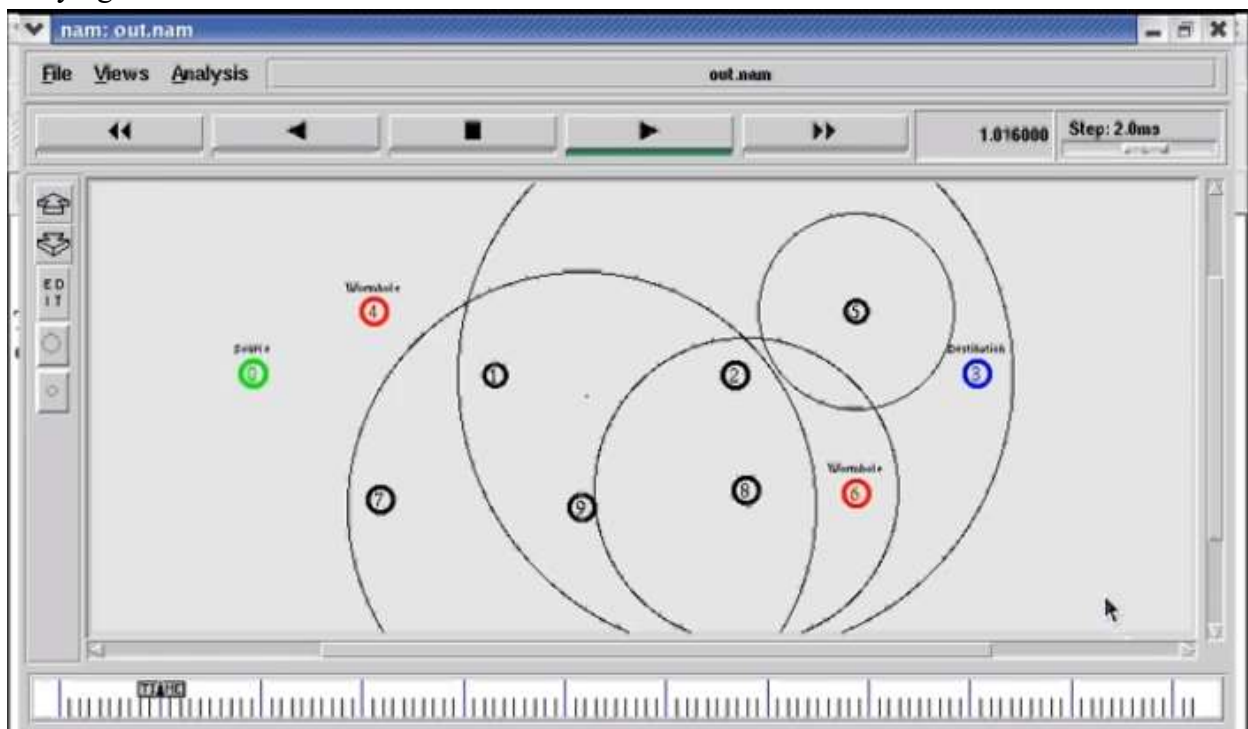 nam: out.nam
File Views Analysis out.nam
1.016000 Step: 2.0ms
ED
IT
Wormhole
4
5
Source
0
1
2
Destination
3
Wormhole
7
9
8
6
TIME